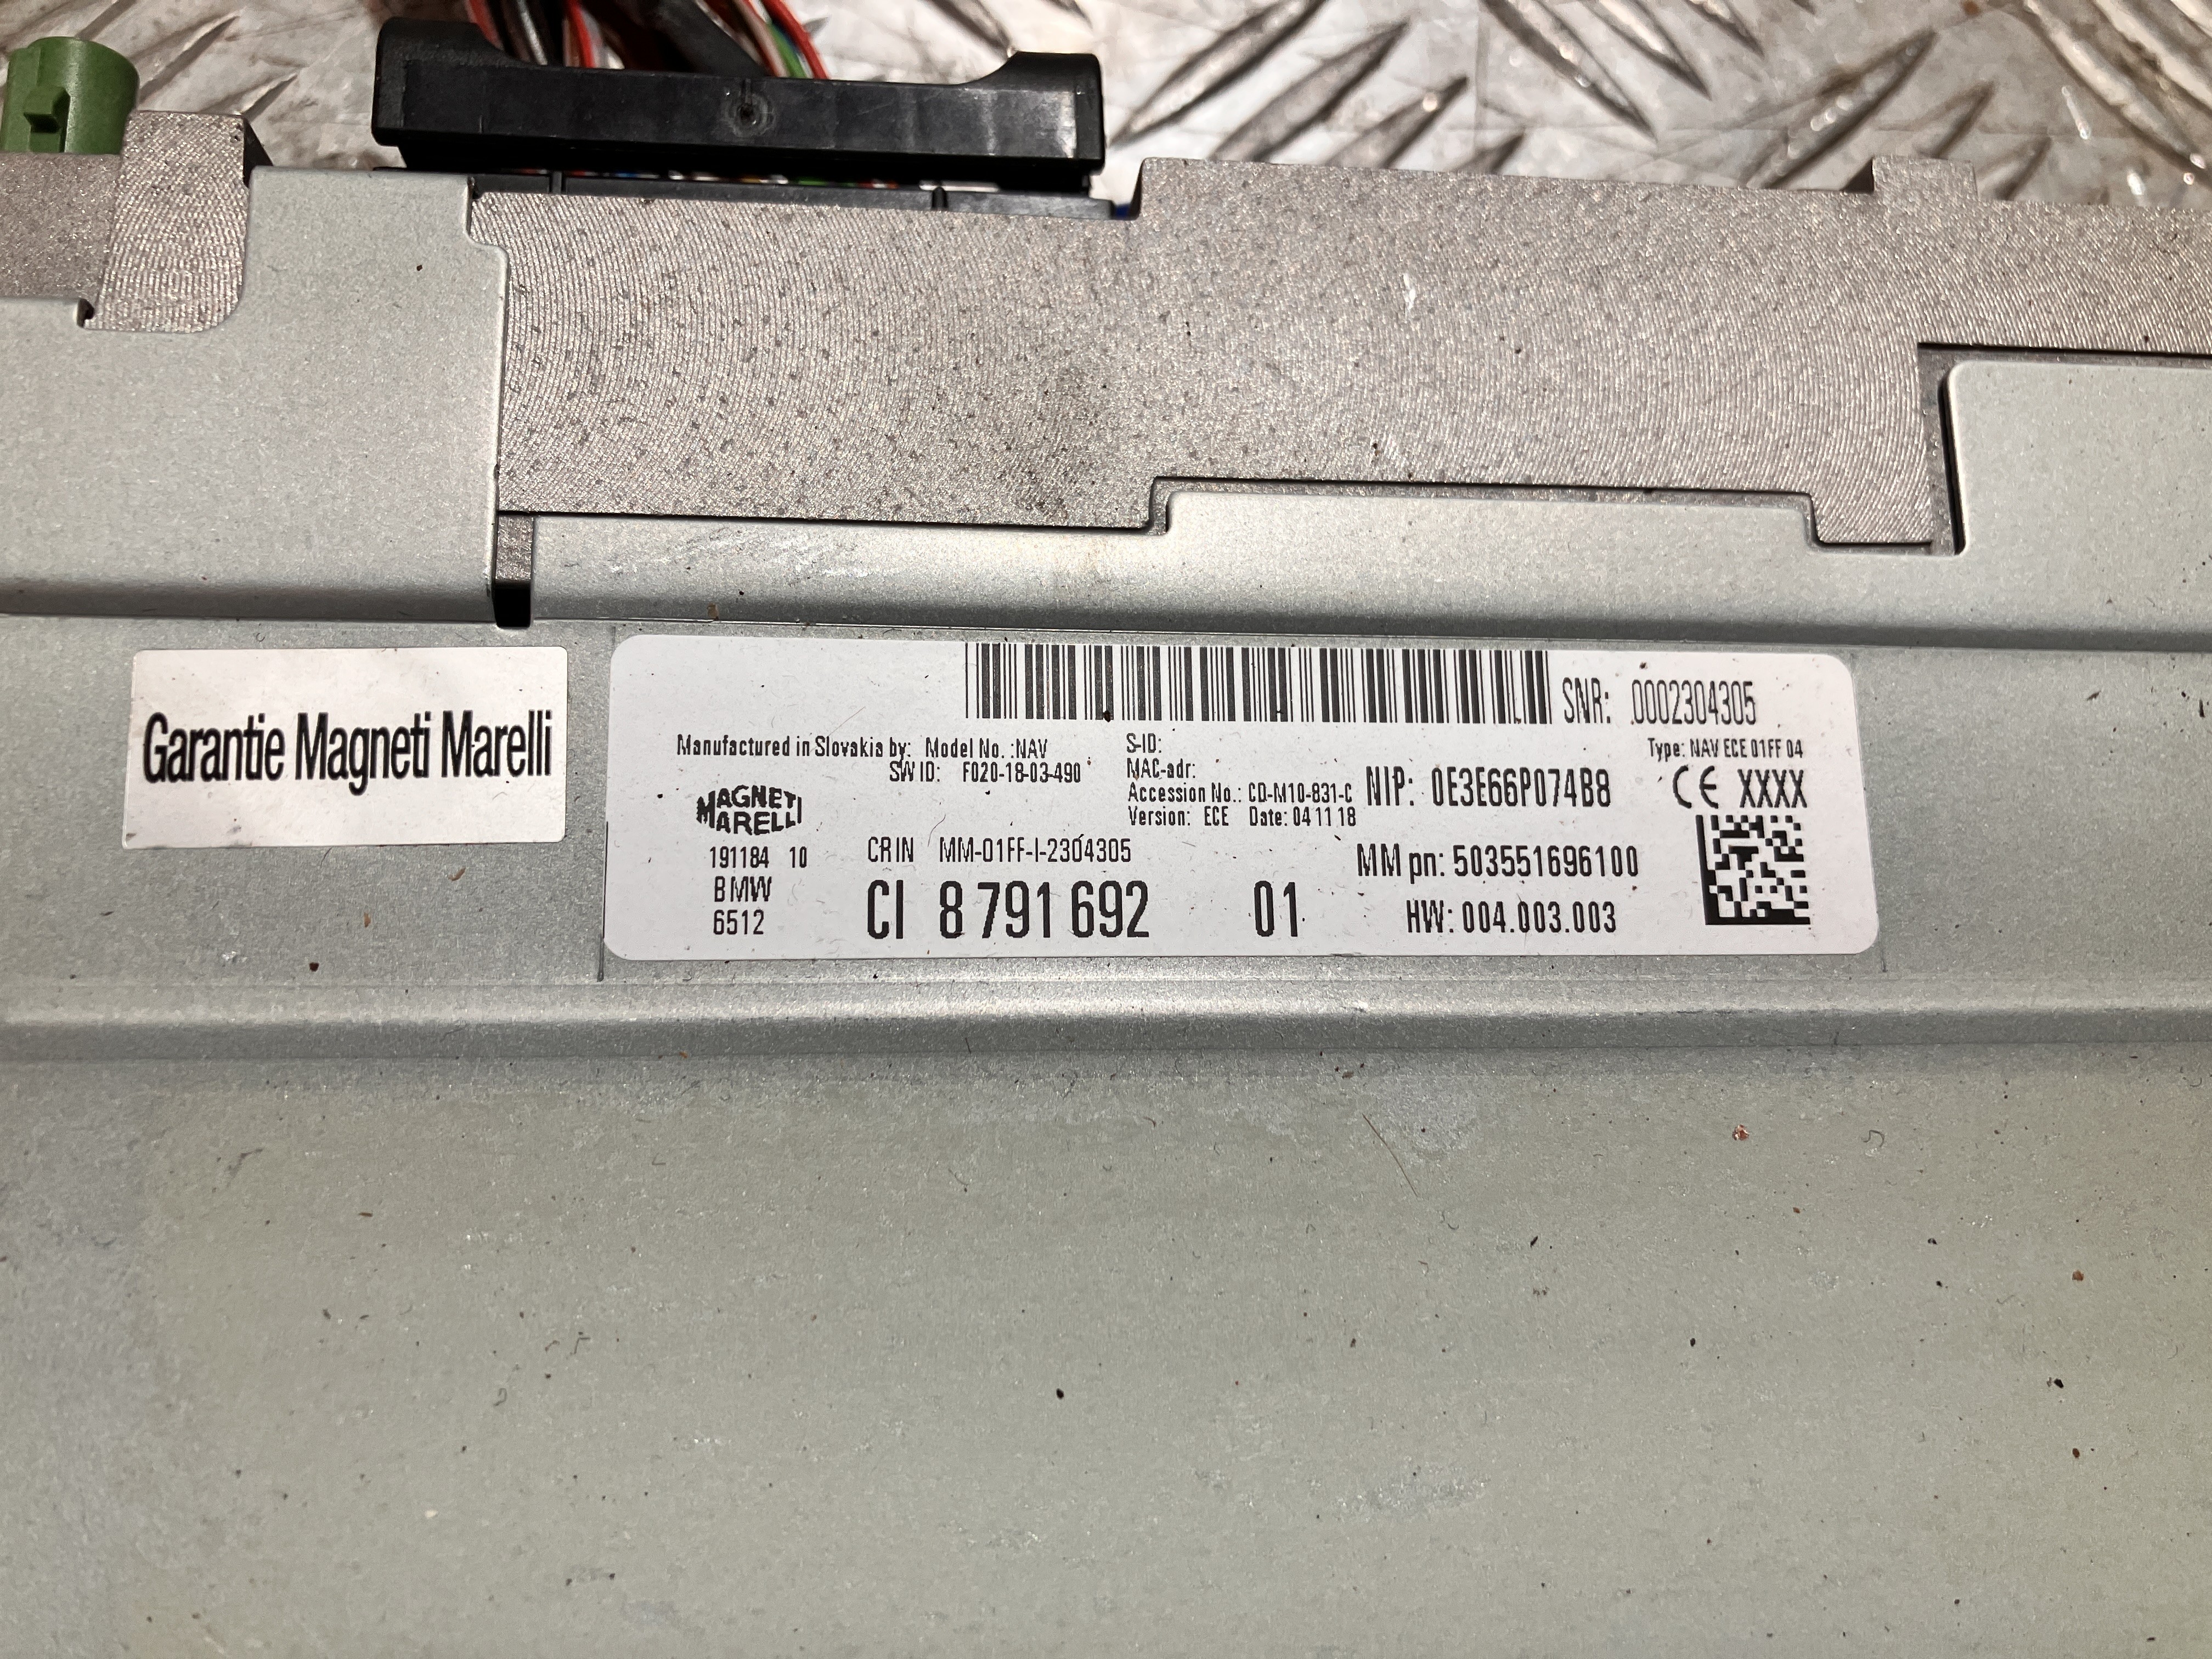 Garantie Magneti Marelli
SNR: 0002304305
Manufactured in Slovakia by: Model No. :NAV
SW ID: F020-18-03-490
S-ID:
MAC-adr:
Accession No.: CD-M10-831-C
Version: ECE Date: 04 11 18
NIP: 0E3E66P074B8
Type: NAV ECE 01FF 04
CE XXXX
MAGNETI
MARELLI
191184 10
BMW
6512
CRIN MM-01FF-I-2304305
CI 8 791 692 01
MM pn: 503551696100
HW: 004.003.003